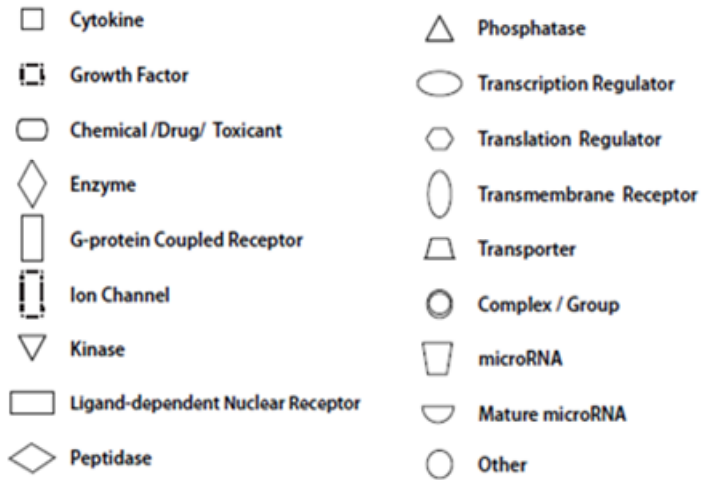 Cytokine
Growth Factor
Chemical /Drug/ Toxicant
Enzyme
G-protein Coupled Receptor
Ion Channel
Kinase
Ligand-dependent Nuclear Receptor
Peptidase
Phosphatase
Transcription Regulator
Translation Regulator
Transmembrane Receptor
Transporter
Complex / Group
microRNA
Mature microRNA
Other